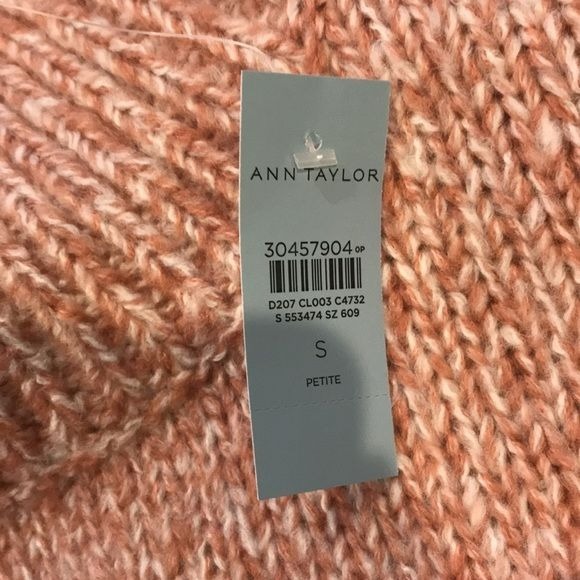 ANN TAYLOR
30457904 0P
D207 CL003 C4732
S 553474 SZ 609
S
PETITE